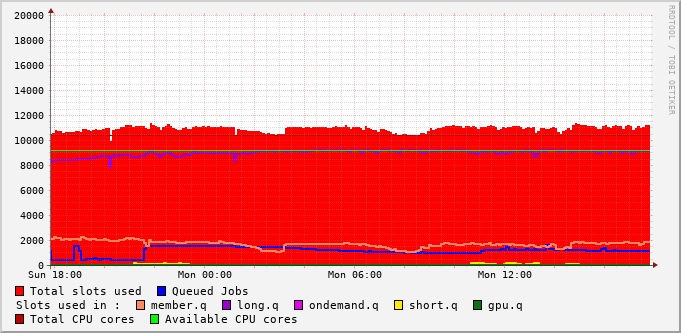 RRDTOOL / TOBI OETIKER
20000
18000
16000
14000
12000
10000
8000
6000
4000
2000
0
Sun 18:00 Mon 00:00 Mon 06:00 Mon 12:00
Total slots used Queued Jobs
Slots used in : member.q long.q ondemand.q short.q gpu.q
Total CPU cores Available CPU cores